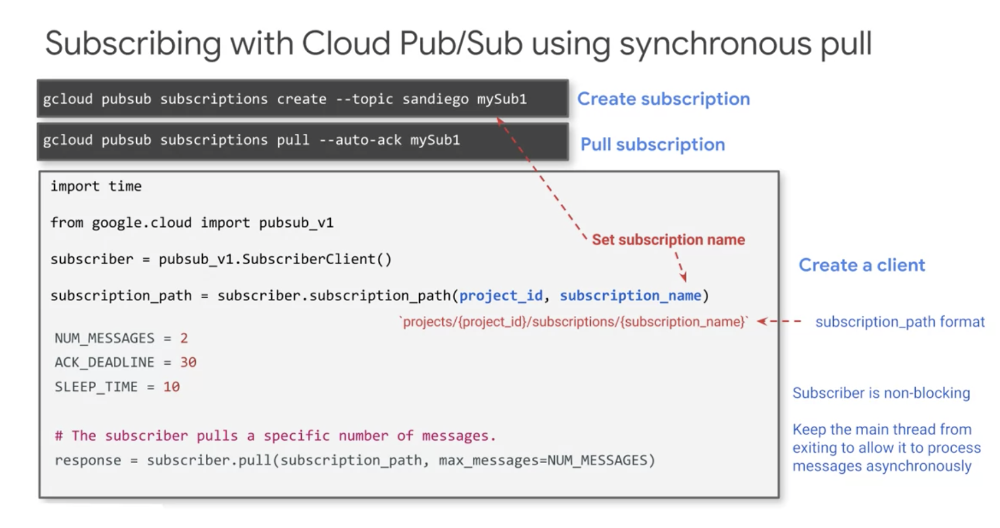 Subscribing with Cloud Pub/Sub using synchronous pull
gcloud pubsub subscriptions create --topic sandiego mySub1
Create subscription
gcloud pubsub subscriptions pull --auto-ack mySub1
Pull subscription
import time
from google.cloud import pubsub_v1
Set subscription name
subscriber = pubsub_v1.SubscriberClient()
Create a client
subscription_path = subscriber.subscription_path(project_id, subscription_name)
`projects/{project_id}/subscriptions/{subscription_name}`
subscription_path format
NUM_MESSAGES = 2
ACK_DEADLINE = 30
SLEEP_TIME = 10
Subscriber is non-blocking
# The subscriber pulls a specific number of messages.
response = subscriber.pull(subscription_path, max_messages=NUM_MESSAGES)
Keep the main thread from
exiting to allow it to process
messages asynchronously